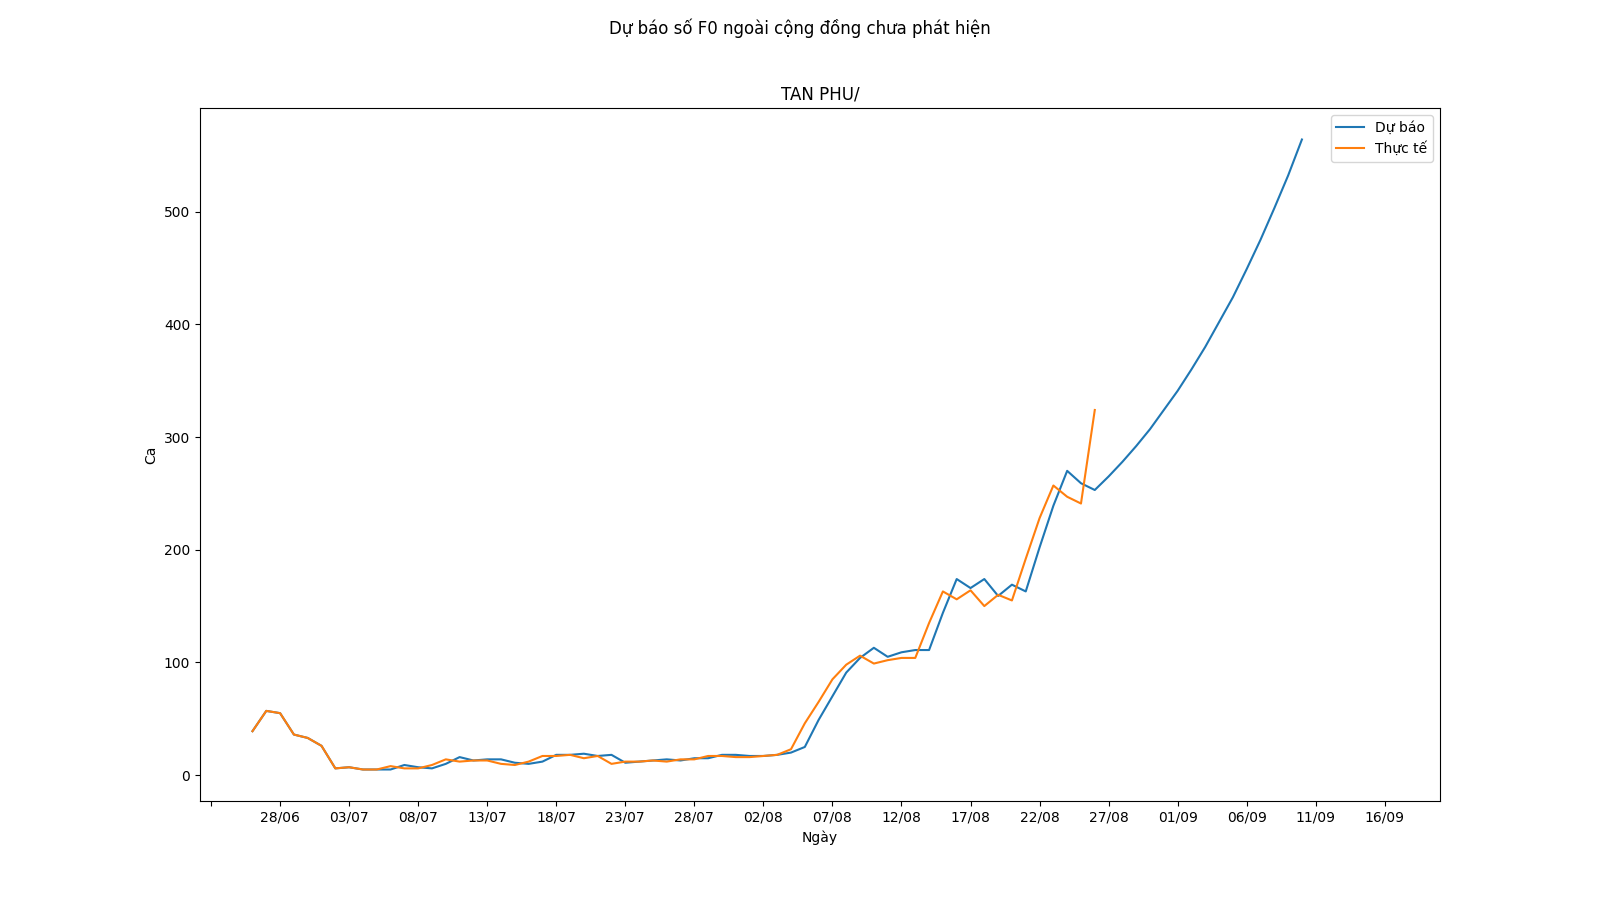 Dự báo số F0 ngoài cộng đồng chưa phát hiện
TAN PHU/
Dự báo
Thực tế
500
400
300
200
100
0
Ca
28/06 03/07 08/07 13/07 18/07 23/07 28/07 02/08 07/08 12/08 17/08 22/08 27/08 01/09 06/09 11/09 16/09
Ngày